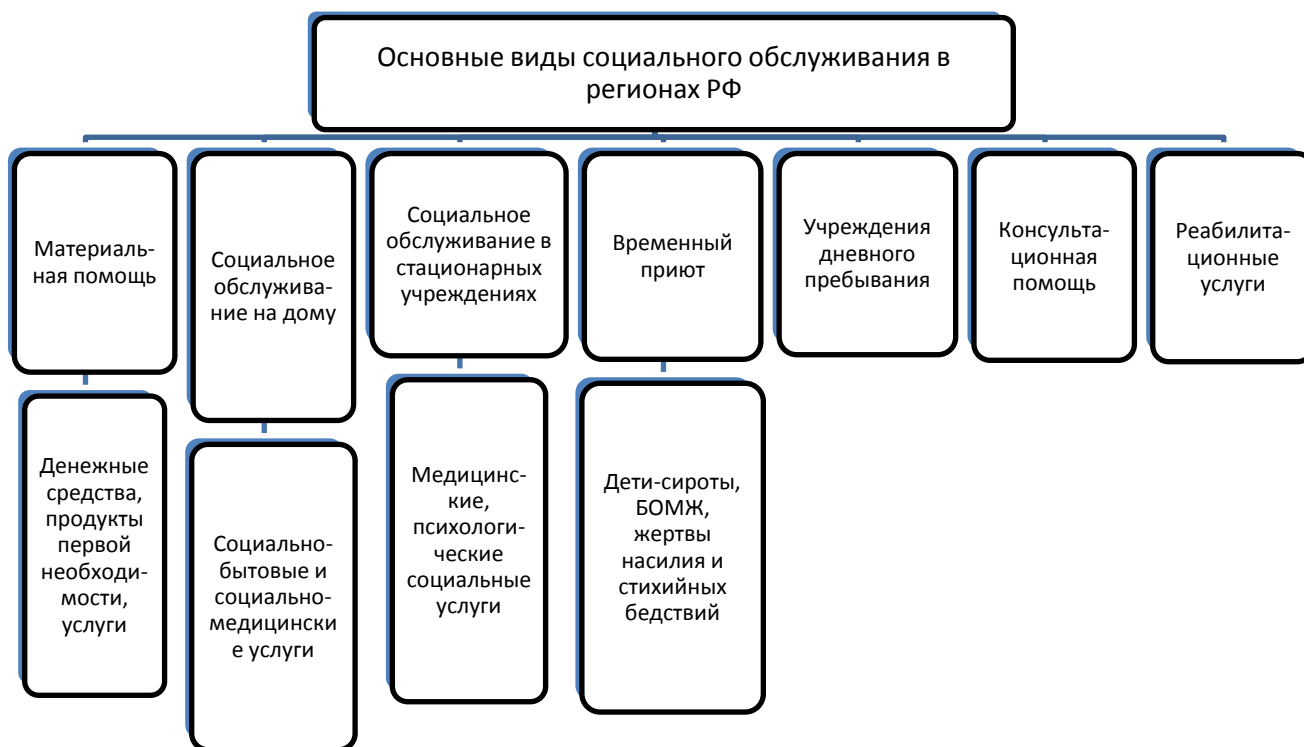 Основные виды социального обслуживания в
регионах РФ
Материаль-
ная помощь
Социальное
обслужива-
ние на дому
Социальное
обслуживание в
стационарных
учреждениях
Временный
приют
Учреждения
дневного
пребывания
Консульта-
ционная
помощь
Реабилита-
ционные
услуги
Денежные
средства,
продукты
первой
необходи-
мости,
услуги
Социально-
бытовые и
социально-
медицински
е услуги
Медицинс-
кие,
психологи-
ческие
социальные
услуги
Дети-сироты,
БОМЖ,
жертвы
насилия и
стихийных
бедствий